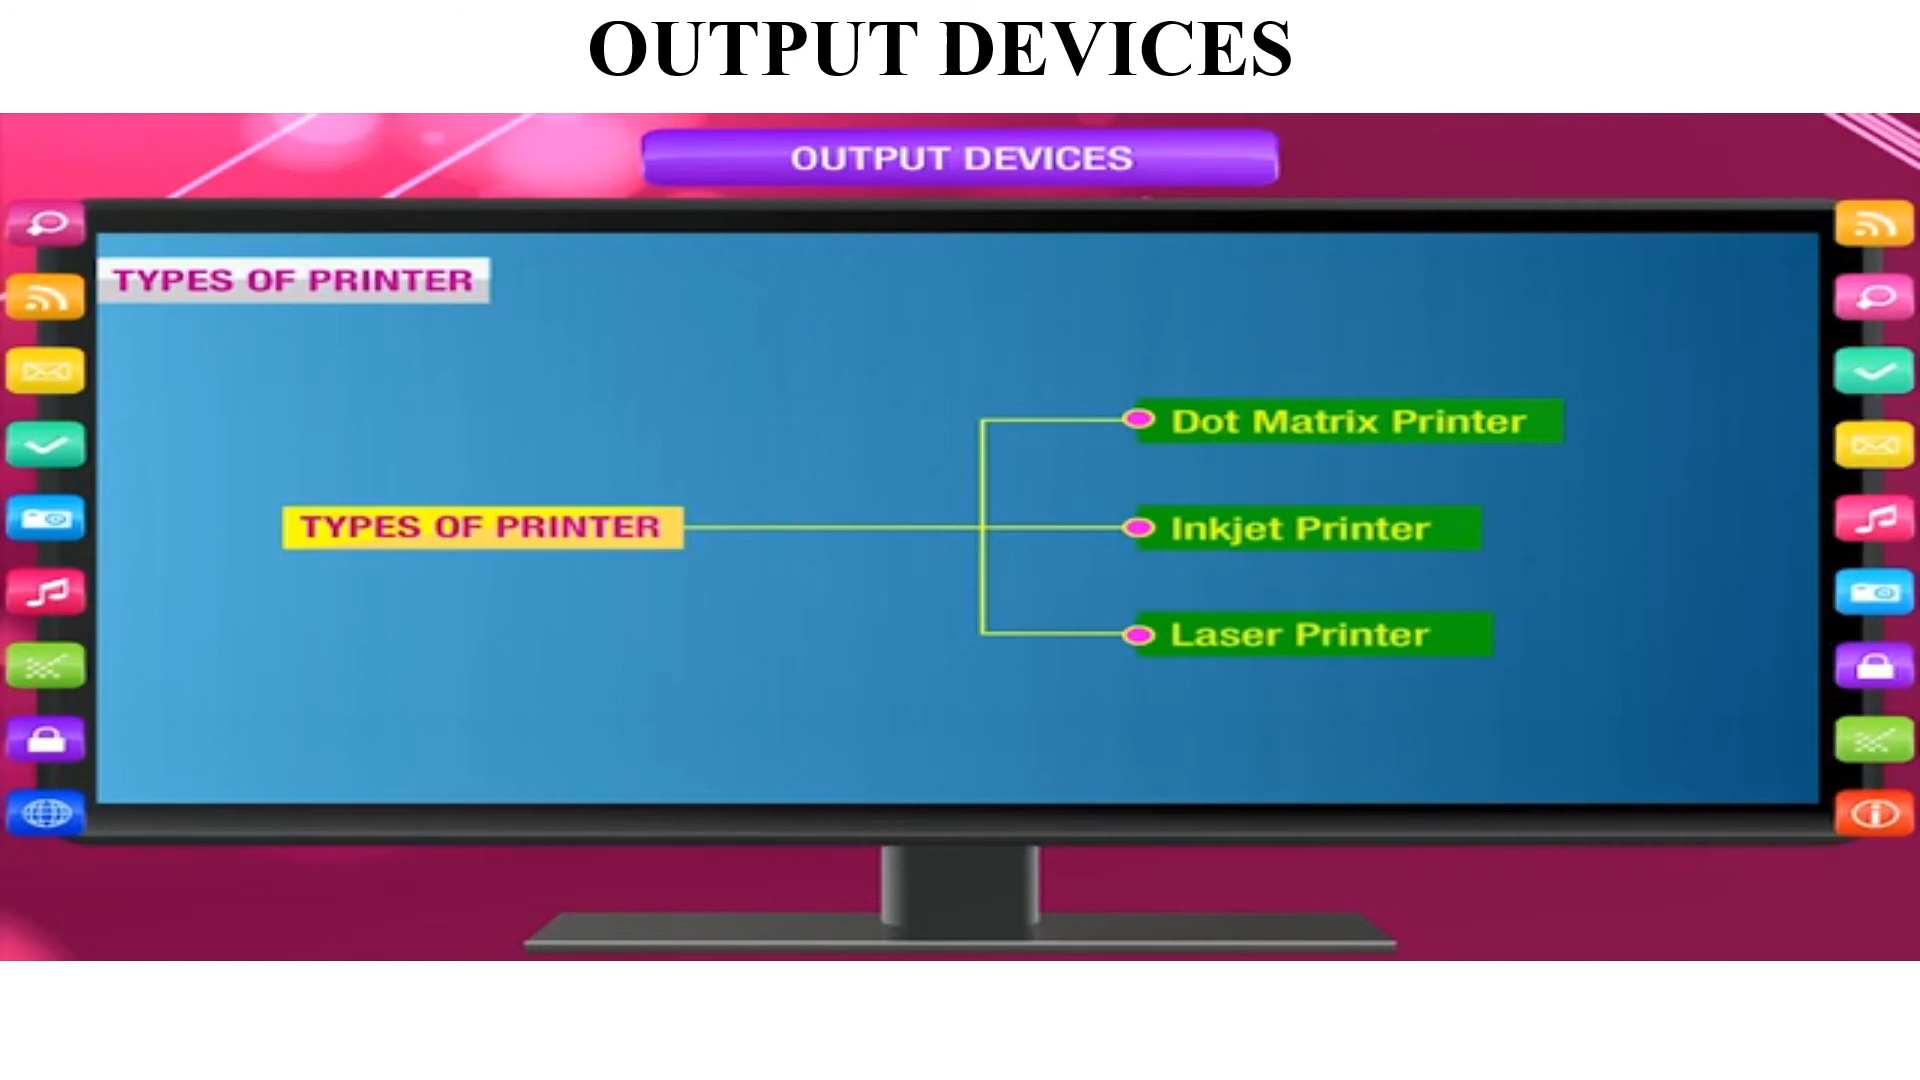 OUTPUT DEVICES
OUTPUT DEVICES
TYPES OF PRINTER
Dot Matrix Printer
TYPES OF PRINTER
Inkjet Printer
Laser Printer